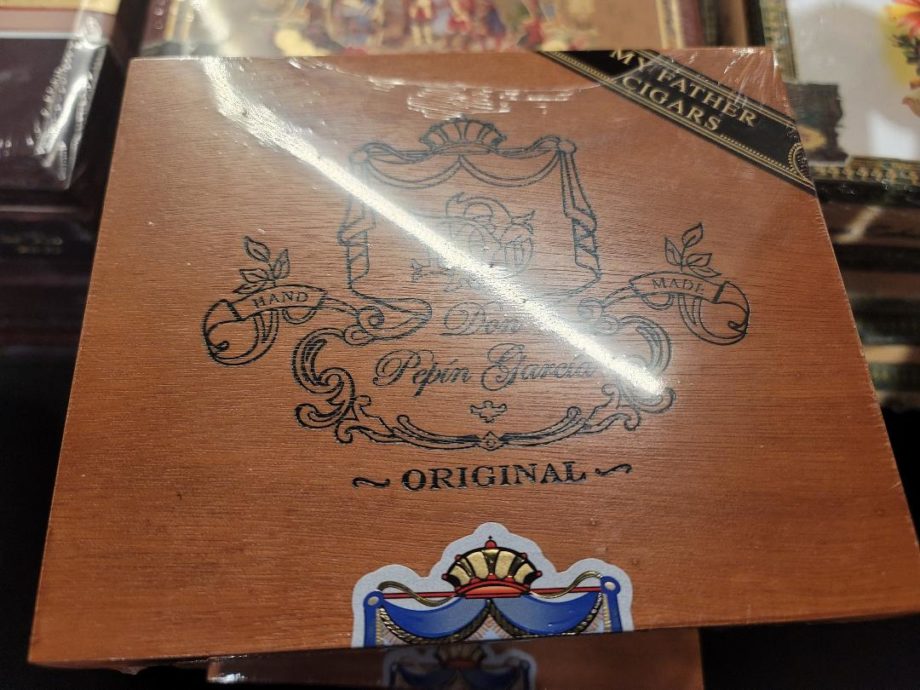 MY FATHER
CIGARS
HAND
MADE
Don
Pepín García
~ ORIGINAL ~